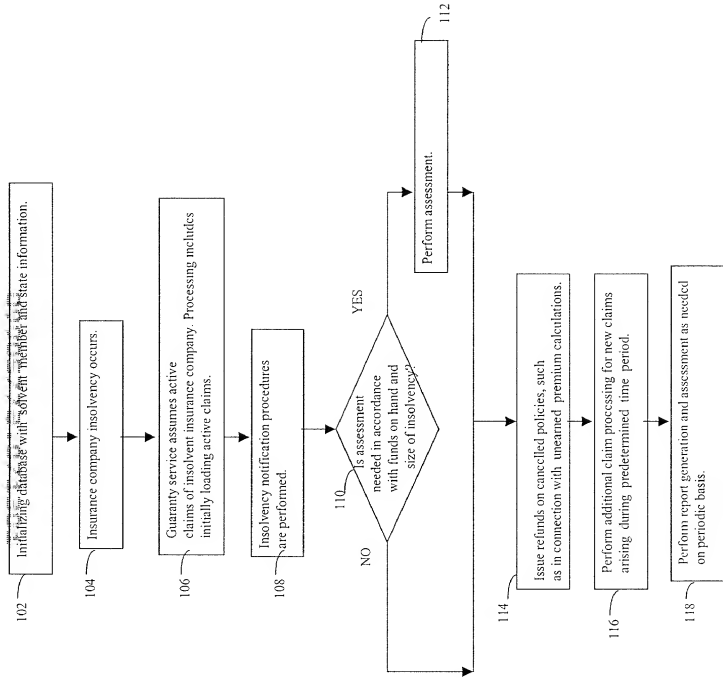 102
Initializing database with solvent member and state information.
104
Insurance company insolvency occurs.
106
Guaranty service assumes active
claims of insolvent insurance company. Processing includes
initially loading active claims.
108
Insolvency notification procedures
are performed.
110
Is assessment
needed in accordance
with funds on hand and
size of insolvency?
NO
YES
112
Perform assessment.
114
Issue refunds on cancelled policies, such
as in connection with unearned premium calculations.
116
Perform additional claim processing for new claims
arising during predetermined time period.
118
Perform report generation and assessment as needed
on periodic basis.